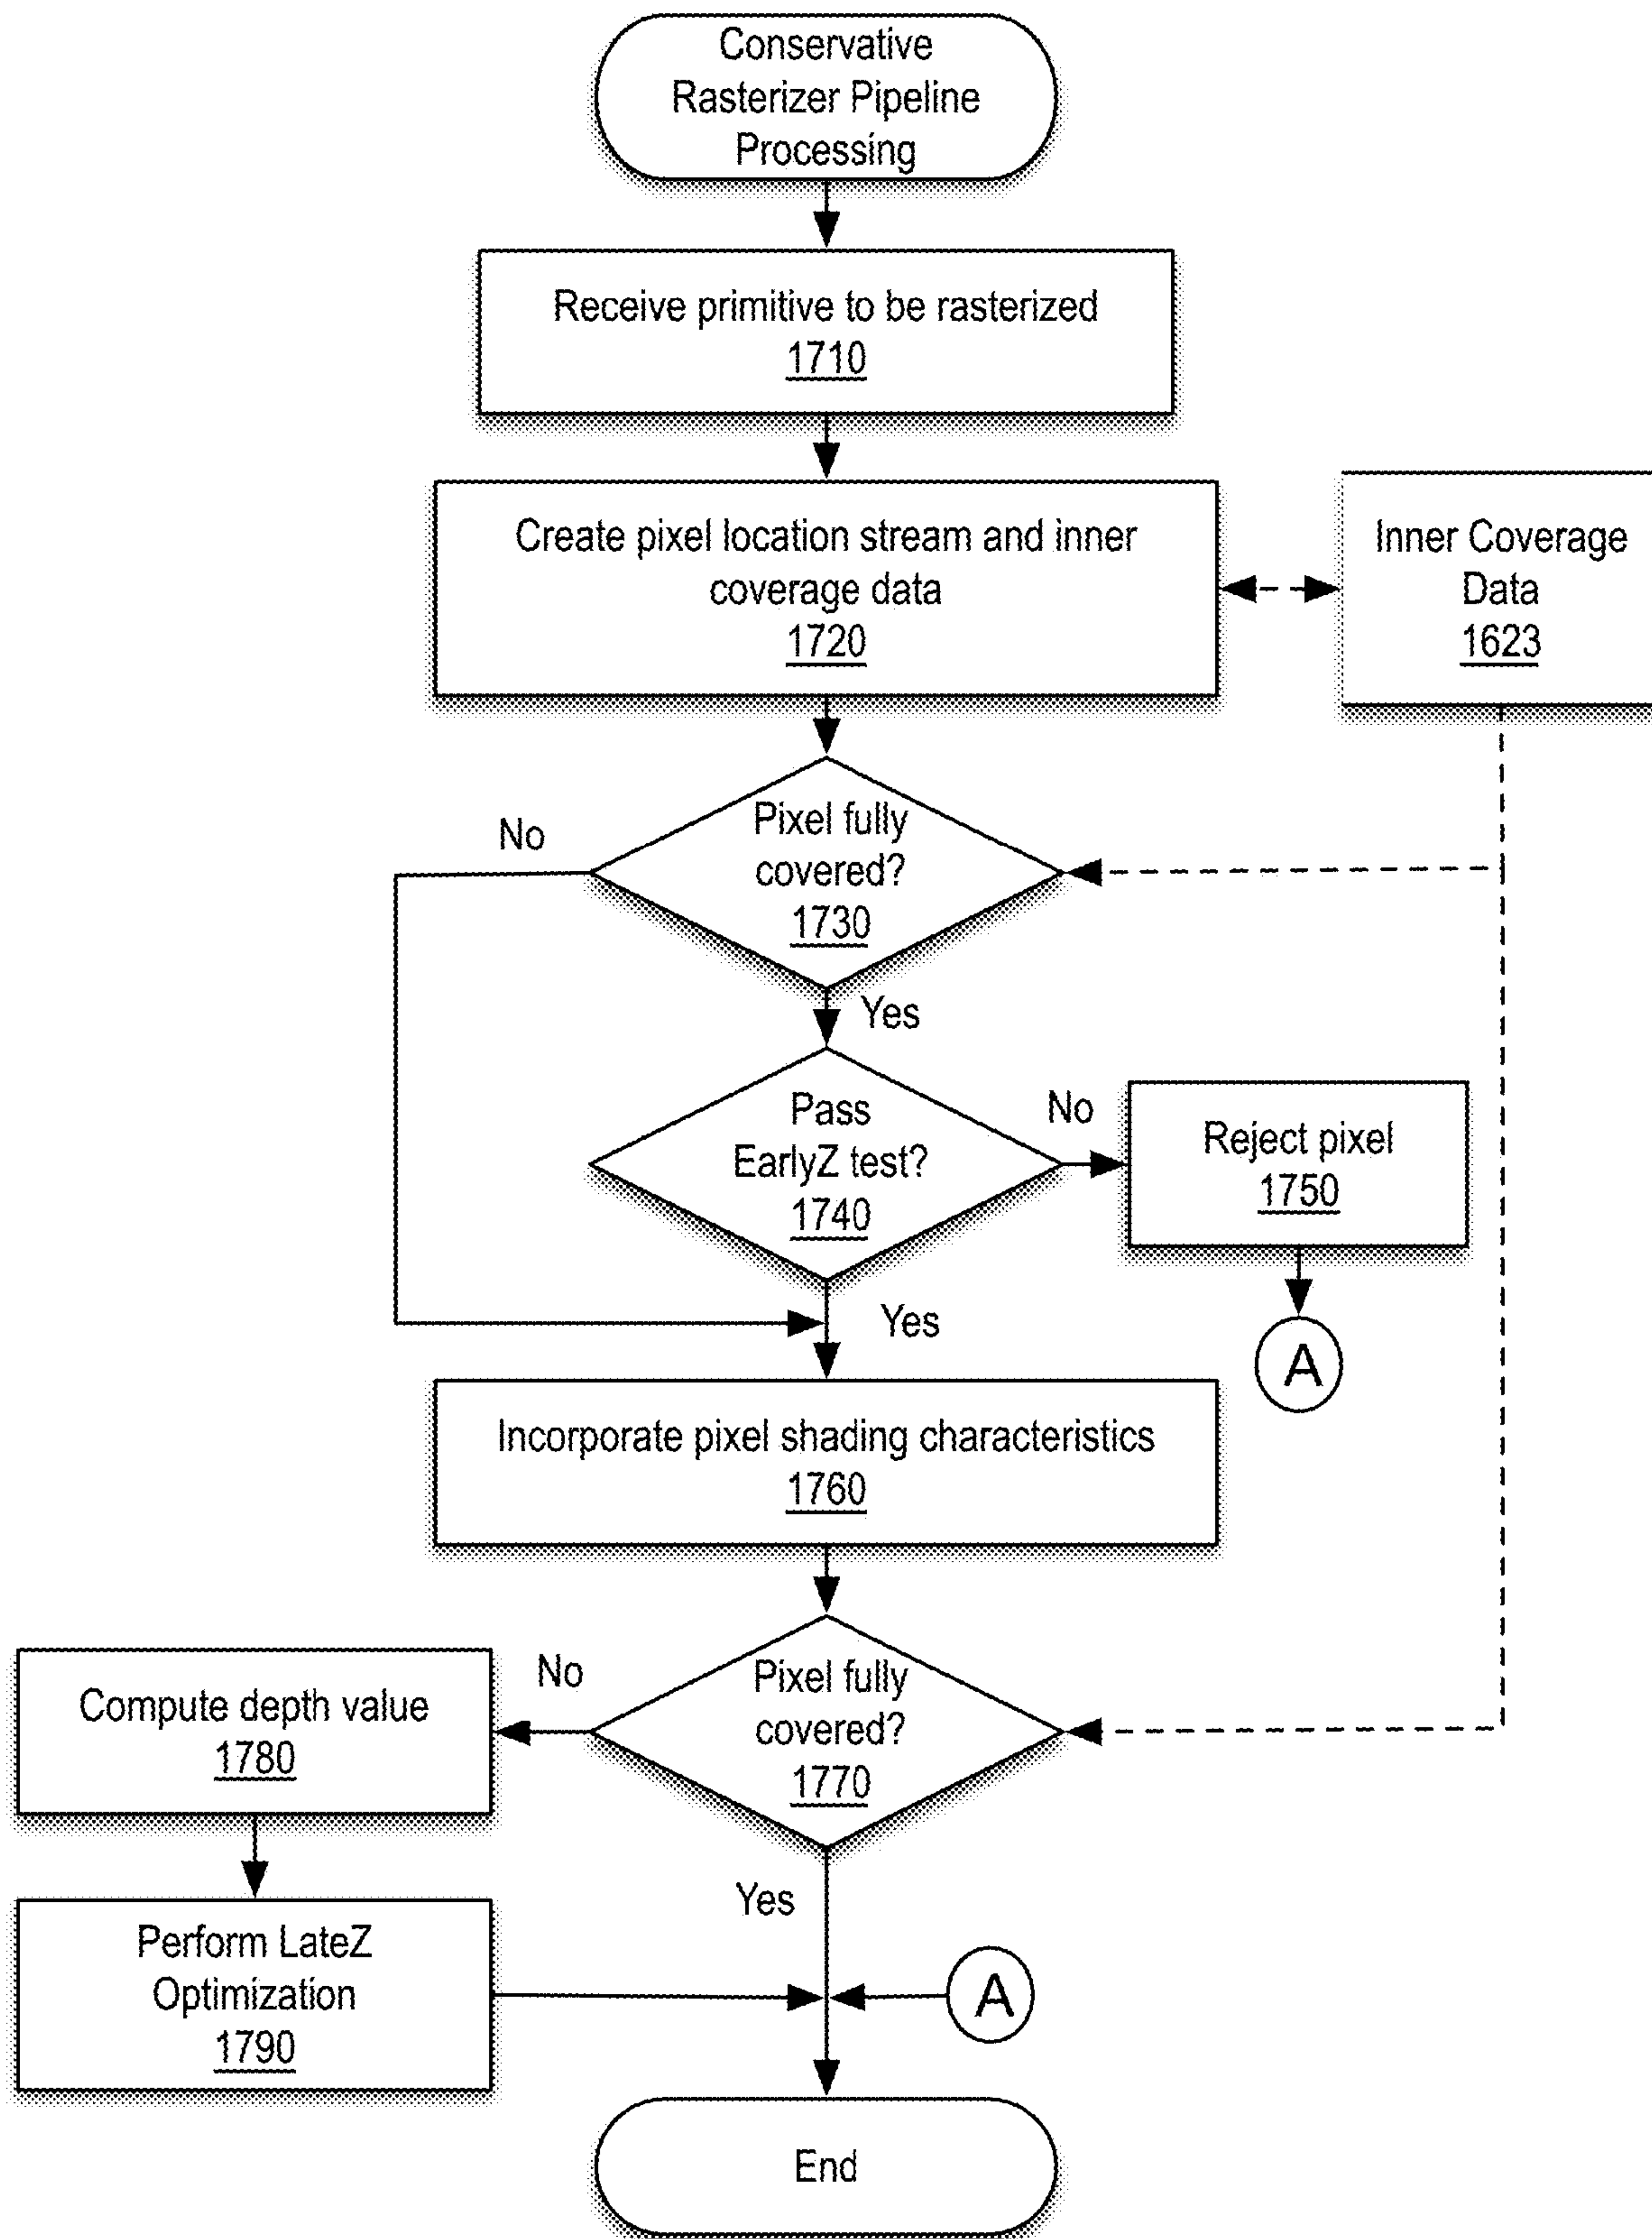 Conservative
Rasterizer Pipeline
Processing
Receive primitive to be rasterized
1710
Create pixel location stream and inner
coverage data
1720
Inner Coverage
Data
1623
Pixel fully
covered?
1730
No
Yes
Pass
EarlyZ test?
1740
No
Reject pixel
1750
Yes
A
Incorporate pixel shading characteristics
1760
Pixel fully
covered?
1770
No
Compute depth value
1780
Yes
Perform LateZ
Optimization
1790
A
End